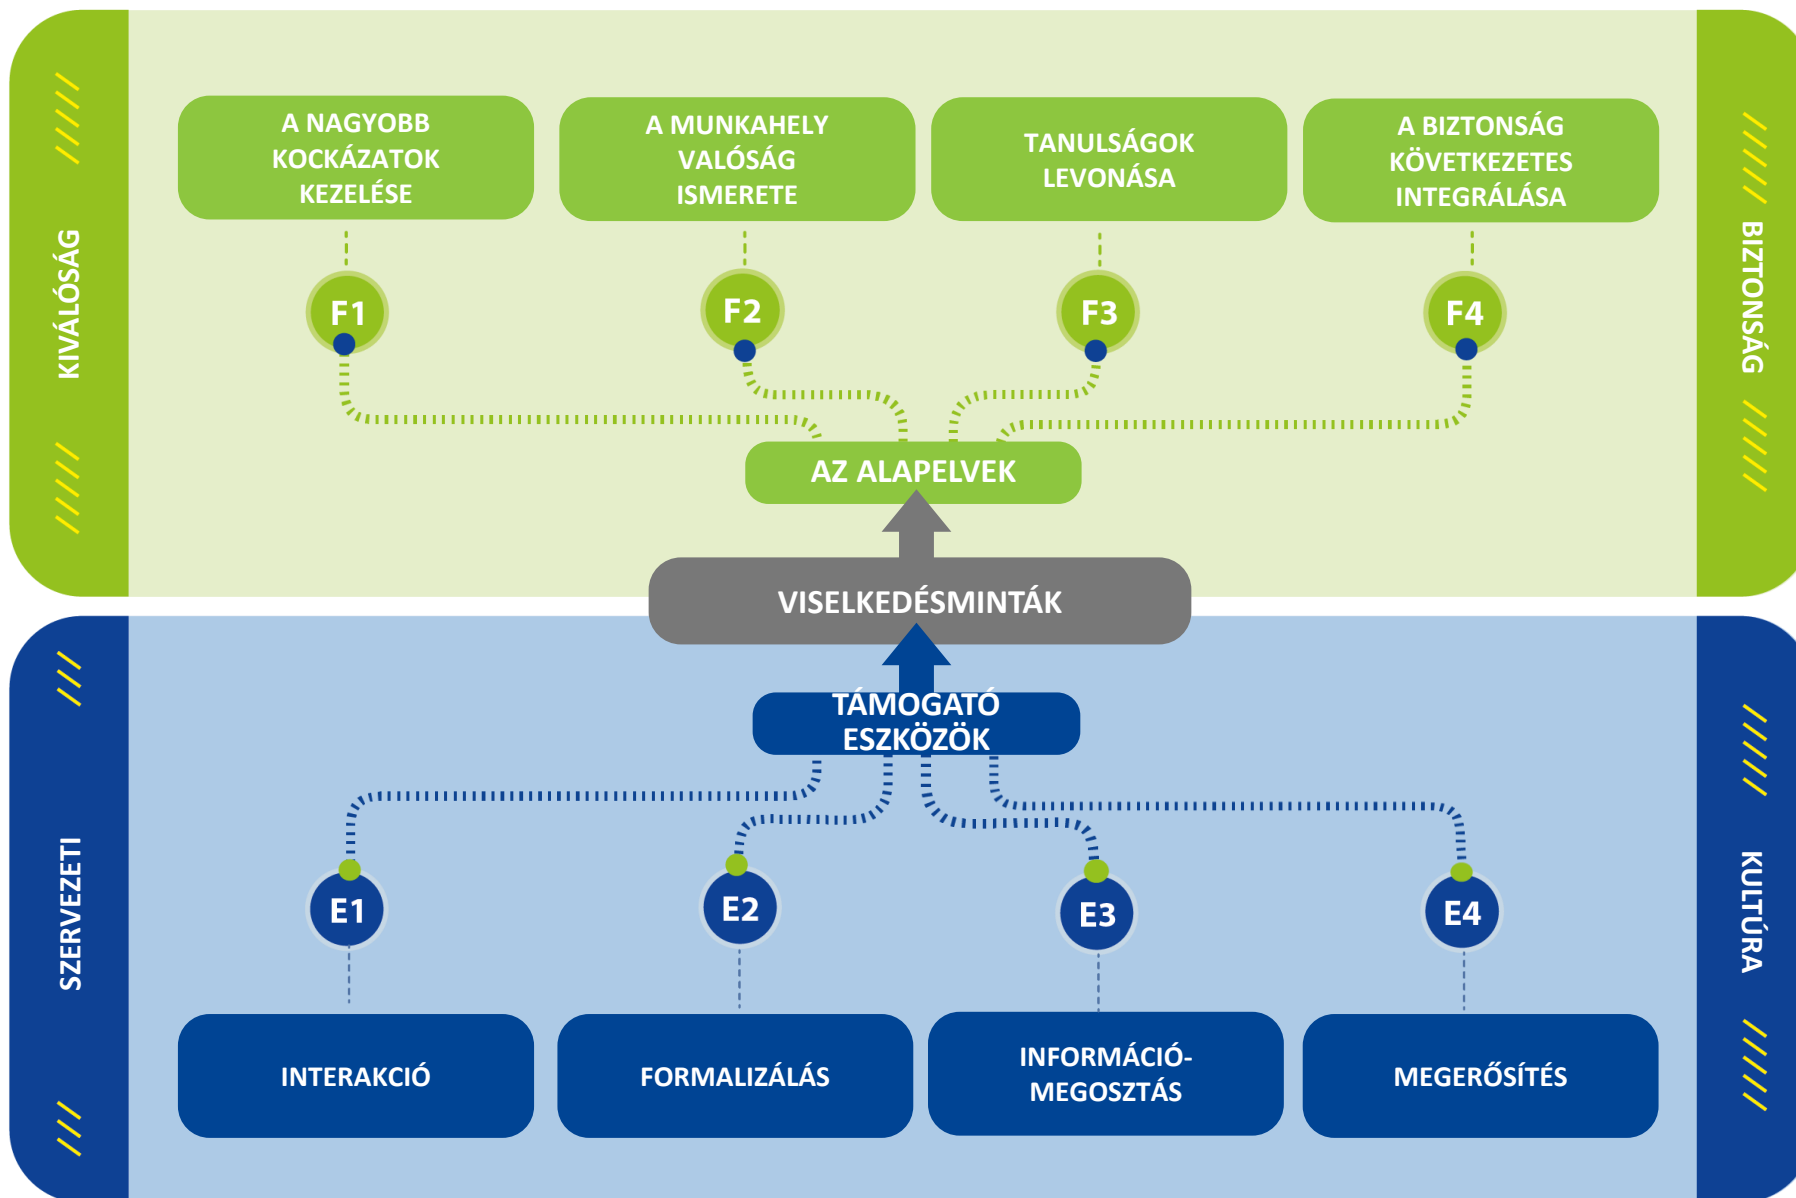 KIVÁLÓSÁG
BIZTONSÁG
A NAGYOBB
KOCKÁZATOK
KEZELÉSE
A MUNKAHELY
VALÓSÁG
ISMERETE
TANULSÁGOK
LEVONÁSA
A BIZTONSÁG
KÖVETKEZETES
INTEGRÁLÁSA
F1
F2
F3
F4
AZ ALAPELVEK
VISELKEDÉSMINTÁK
SZERVEZETI
KULTÚRA
TÁMOGATÓ
ESZKÖZÖK
E1
E2
E3
E4
INTERAKCIÓ
FORMALIZÁLÁS
INFORMÁCIÓ-
MEGOSZTÁS
MEGERŐSÍTÉS